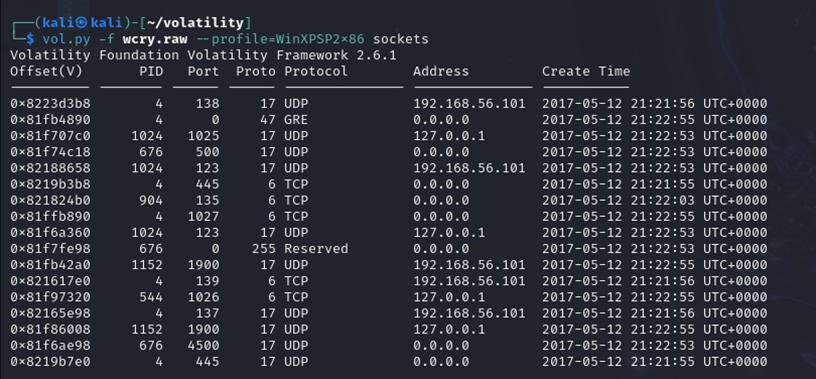 ┌──(kali㉿kali)-[~/volatility]
└─$ vol.py -f wcry.raw --profile=WinXPSP2×86 sockets
Volatility Foundation Volatility Framework 2.6.1
Offset(V) PID Port Proto Protocol Address Create Time
0×8223d3b8 4 138 17 UDP 192.168.56.101 2017-05-12 21:21:56 UTC+0000
0×81fb4890 4 0 47 GRE 0.0.0.0 2017-05-12 21:22:55 UTC+0000
0×81f707c0 1024 1025 17 UDP 127.0.0.1 2017-05-12 21:22:53 UTC+0000
0×81f74c18 676 500 17 UDP 0.0.0.0 2017-05-12 21:22:53 UTC+0000
0×82188658 1024 123 17 UDP 192.168.56.101 2017-05-12 21:22:53 UTC+0000
0×8219b3b8 4 445 6 TCP 0.0.0.0 2017-05-12 21:21:55 UTC+0000
0×821824b0 904 135 6 TCP 0.0.0.0 2017-05-12 21:22:03 UTC+0000
0×81ffb890 4 1027 6 TCP 0.0.0.0 2017-05-12 21:22:55 UTC+0000
0×81f6a360 1024 123 17 UDP 127.0.0.1 2017-05-12 21:22:53 UTC+0000
0×81f7fe98 676 0 255 Reserved 0.0.0.0 2017-05-12 21:22:53 UTC+0000
0×81fb42a0 1152 1900 17 UDP 192.168.56.101 2017-05-12 21:22:55 UTC+0000
0×821617e0 4 139 6 TCP 192.168.56.101 2017-05-12 21:21:56 UTC+0000
0×81f97320 544 1026 6 TCP 127.0.0.1 2017-05-12 21:22:55 UTC+0000
0×82165e98 4 137 17 UDP 192.168.56.101 2017-05-12 21:21:56 UTC+0000
0×81f86008 1152 1900 17 UDP 127.0.0.1 2017-05-12 21:22:55 UTC+0000
0×81f6ae98 676 4500 17 UDP 0.0.0.0 2017-05-12 21:22:53 UTC+0000
0×8219b7e0 4 445 17 UDP 0.0.0.0 2017-05-12 21:21:55 UTC+0000